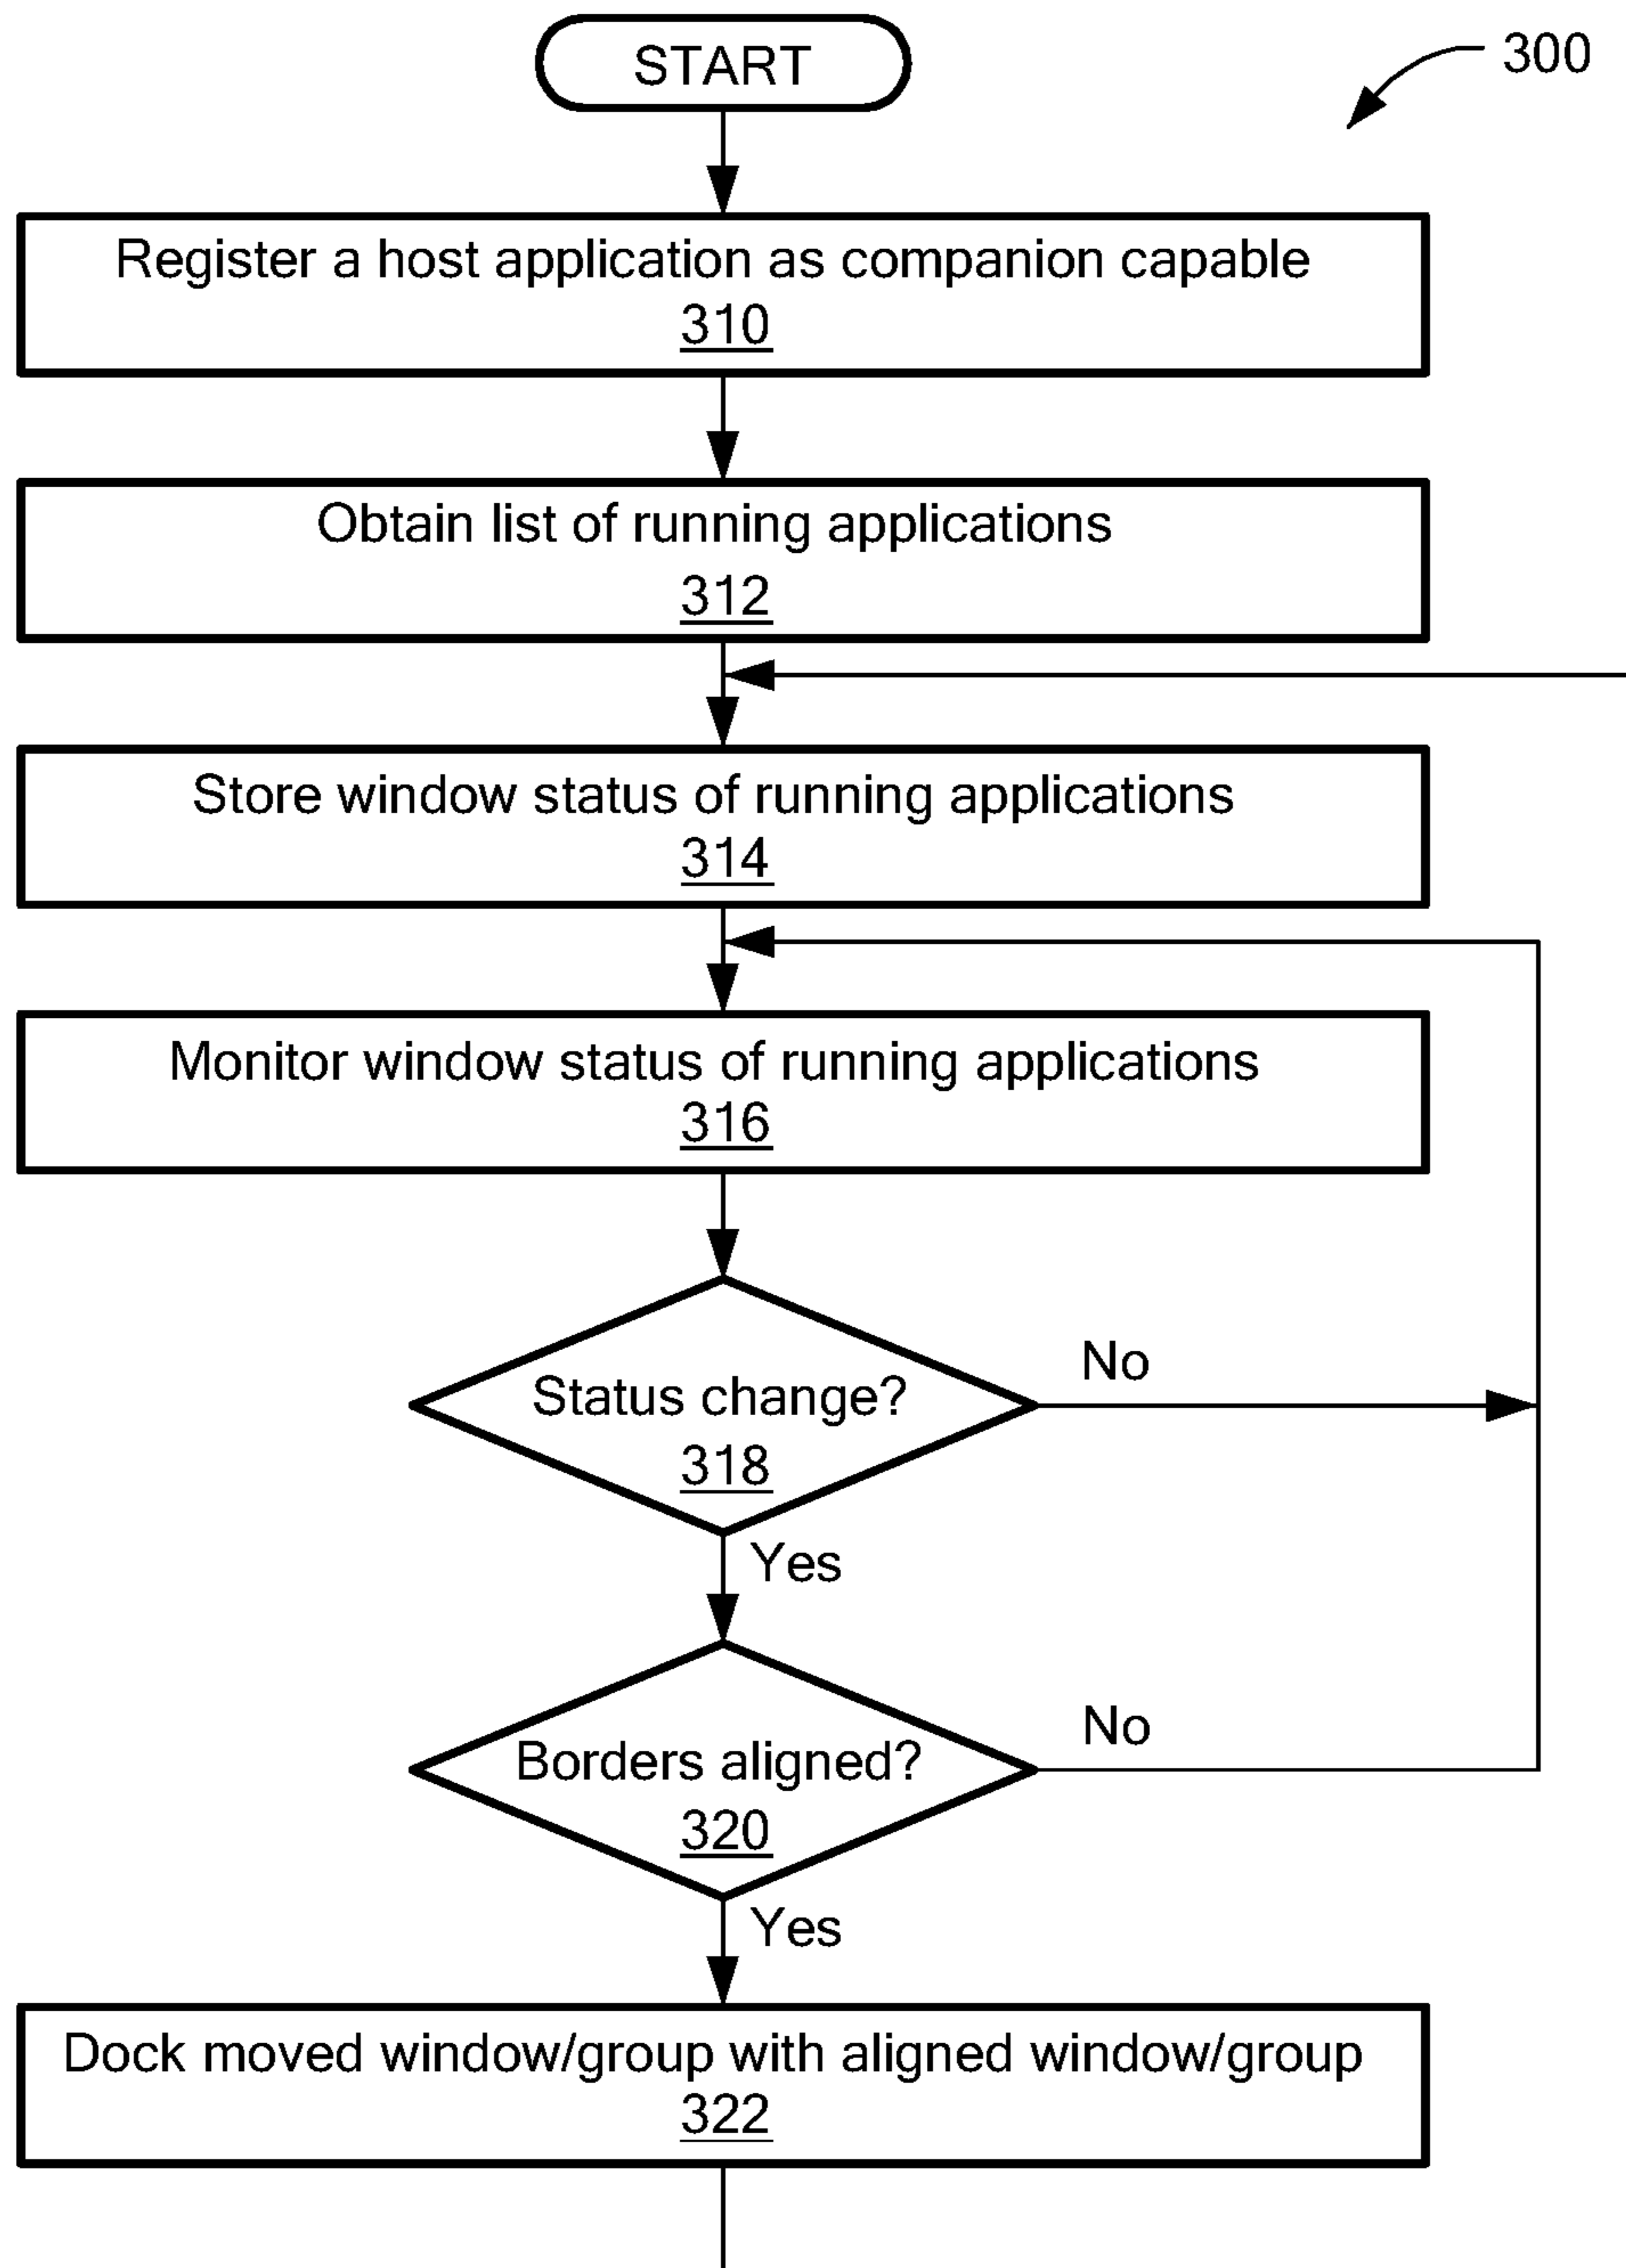 START
300
Register a host application as companion capable
310
Obtain list of running applications
312
Store window status of running applications
314
Monitor window status of running applications
316
No
Status change?
318
Yes
No
Borders aligned?
320
Yes
Dock moved window/group with aligned window/group
322